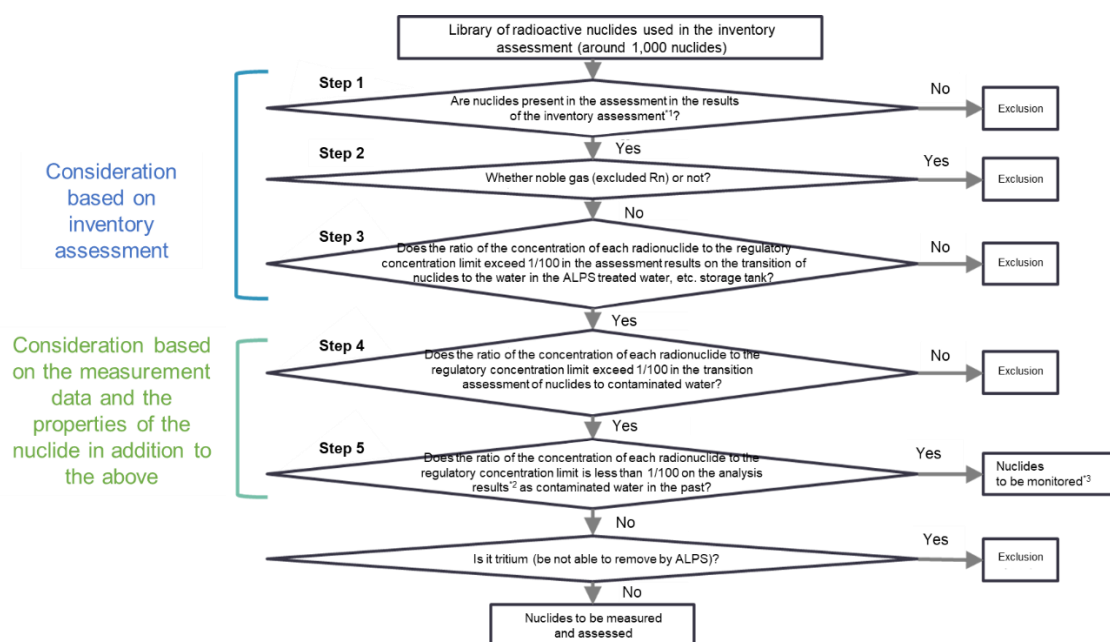 Library of radioactive nuclides used in the inventory
assessment (around 1,000 nuclides)
Step 1
Are nuclides present in the assessment in the results
of the inventory assessment*1?
No
Exclusion
Yes
Step 2
Whether noble gas (excluded Rn) or not?
Yes
Exclusion
No
Consideration
based on
inventory
assessment
Step 3
Does the ratio of the concentration of each radionuclide to the regulatory
concentration limit exceed 1/100 in the assessment results on the transition of
nuclides to the water in the ALPS treated water, etc. storage tank?
No
Exclusion
Yes
Consideration based
on the measurement
data and the
properties of the
nuclide in addition to
the above
Step 4
Does the ratio of the concentration of each radionuclide to the
regulatory concentration limit exceed 1/100 in the transition
assessment of nuclides to contaminated water?
No
Exclusion
Yes
Step 5
Does the ratio of the concentration of each radionuclide to the
regulatory concentration limit is less than 1/100 on the analysis
results*2 as contaminated water in the past?
Yes
Nuclides
to be monitored*3
No
Is it tritium (be not able to remove by ALPS)?
Yes
Exclusion
No
Nuclides to be measured
and assessed